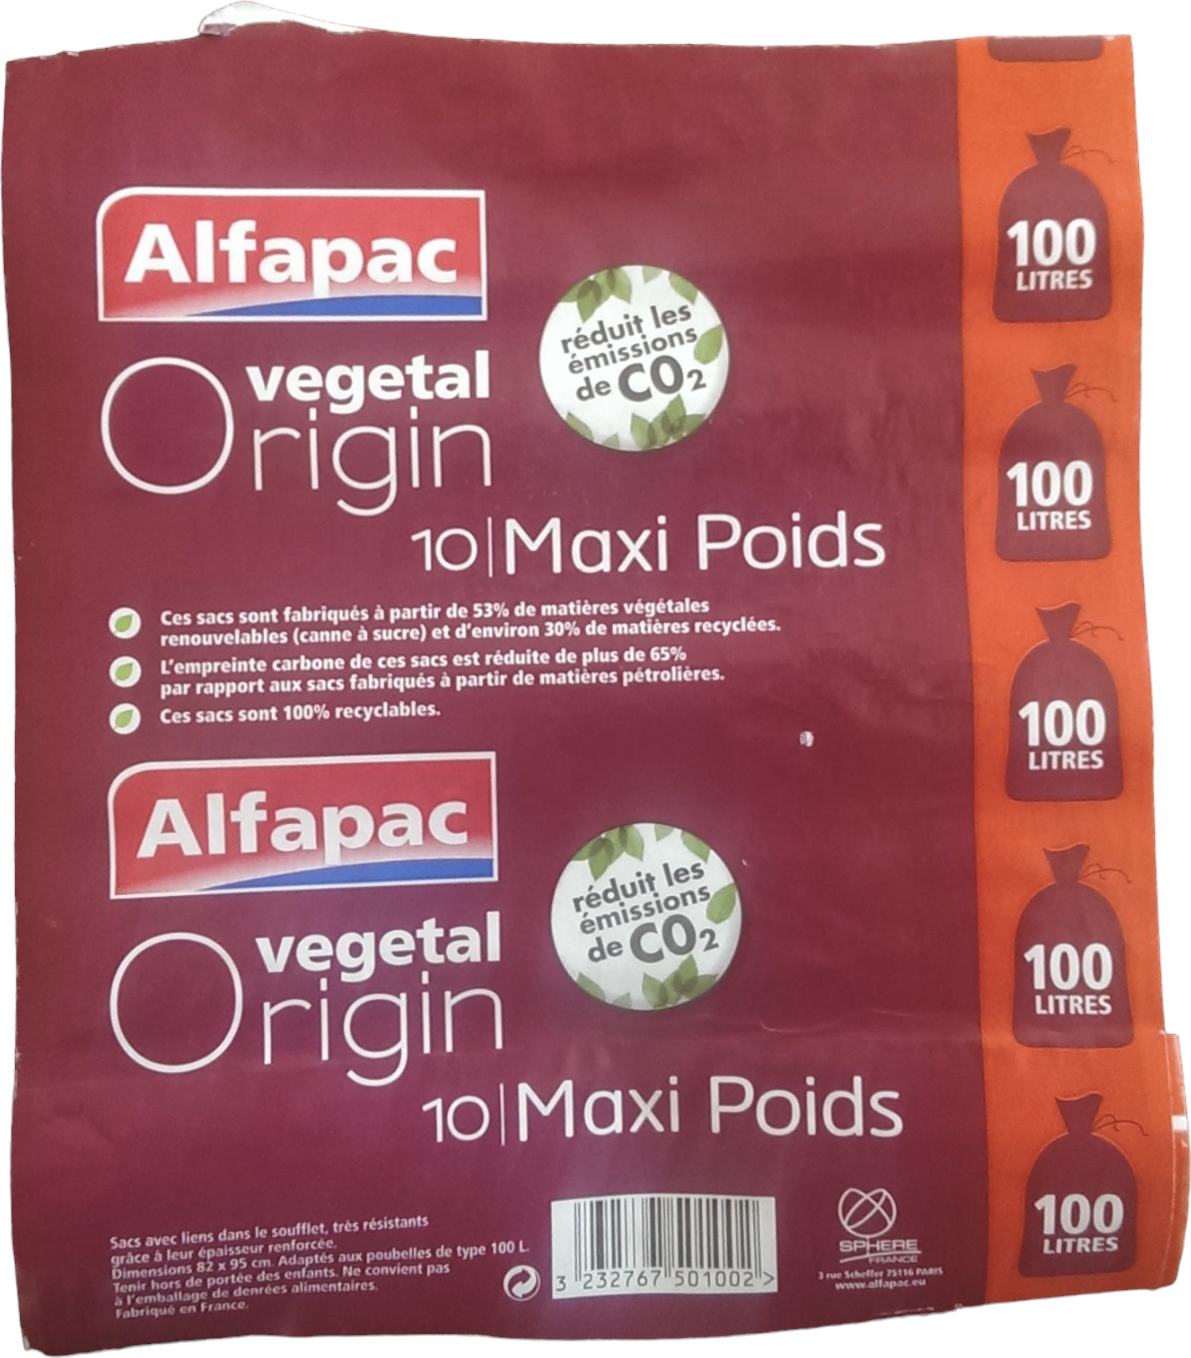 Alfapac
vegetal
Origin
réduit les
émissions
de CO2
10|Maxi Poids
Ces sacs sont fabriqués à partir de 53% de matières végétales
renouvelables (canne à sucre) et d'environ 30% de matières recyclées.
L'empreinte carbone de ces sacs est réduite de plus de 65%
par rapport aux sacs fabriqués à partir de matières pétrolières.
Ces sacs sont 100% recyclables.
Alfapac
vegetal
Origin
réduit les
émissions
de CO2
10|Maxi Poids
Sacs avec liens dans le soufflet, très résistants
grâce à leur épaisseur renforcée.
Dimensions 82 x 95 cm. Adaptés aux poubelles de type 100 L.
Tenir hors de portée des enfants. Ne convient pas
à l'emballage de denrées alimentaires.
Fabriqué en France.
3 232767 501002 >
SPHERE
FRANCE
3 rue Scheffer 75116 PARIS
www.alfapac.eu
100
LITRES
100
LITRES
100
LITRES
100
LITRES
100
LITRES